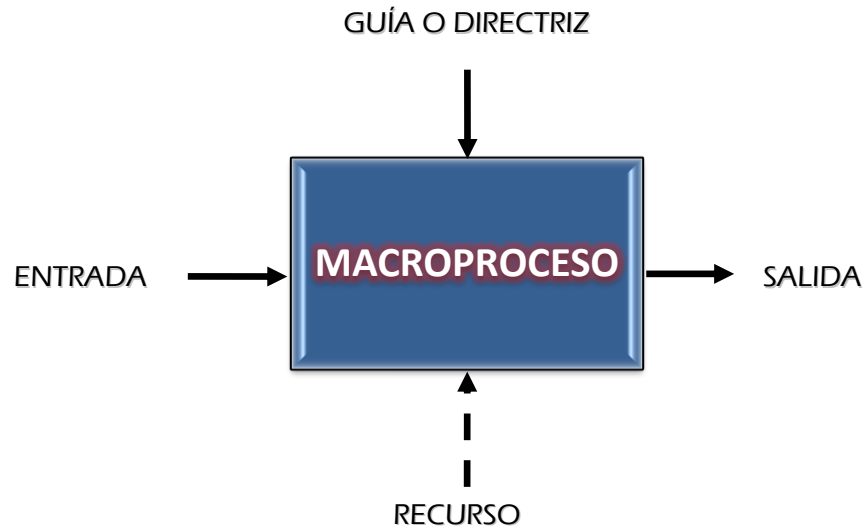 GUÍA O DIRECTRIZ
MACROPROCESO
ENTRADA
SALIDA
RECURSO